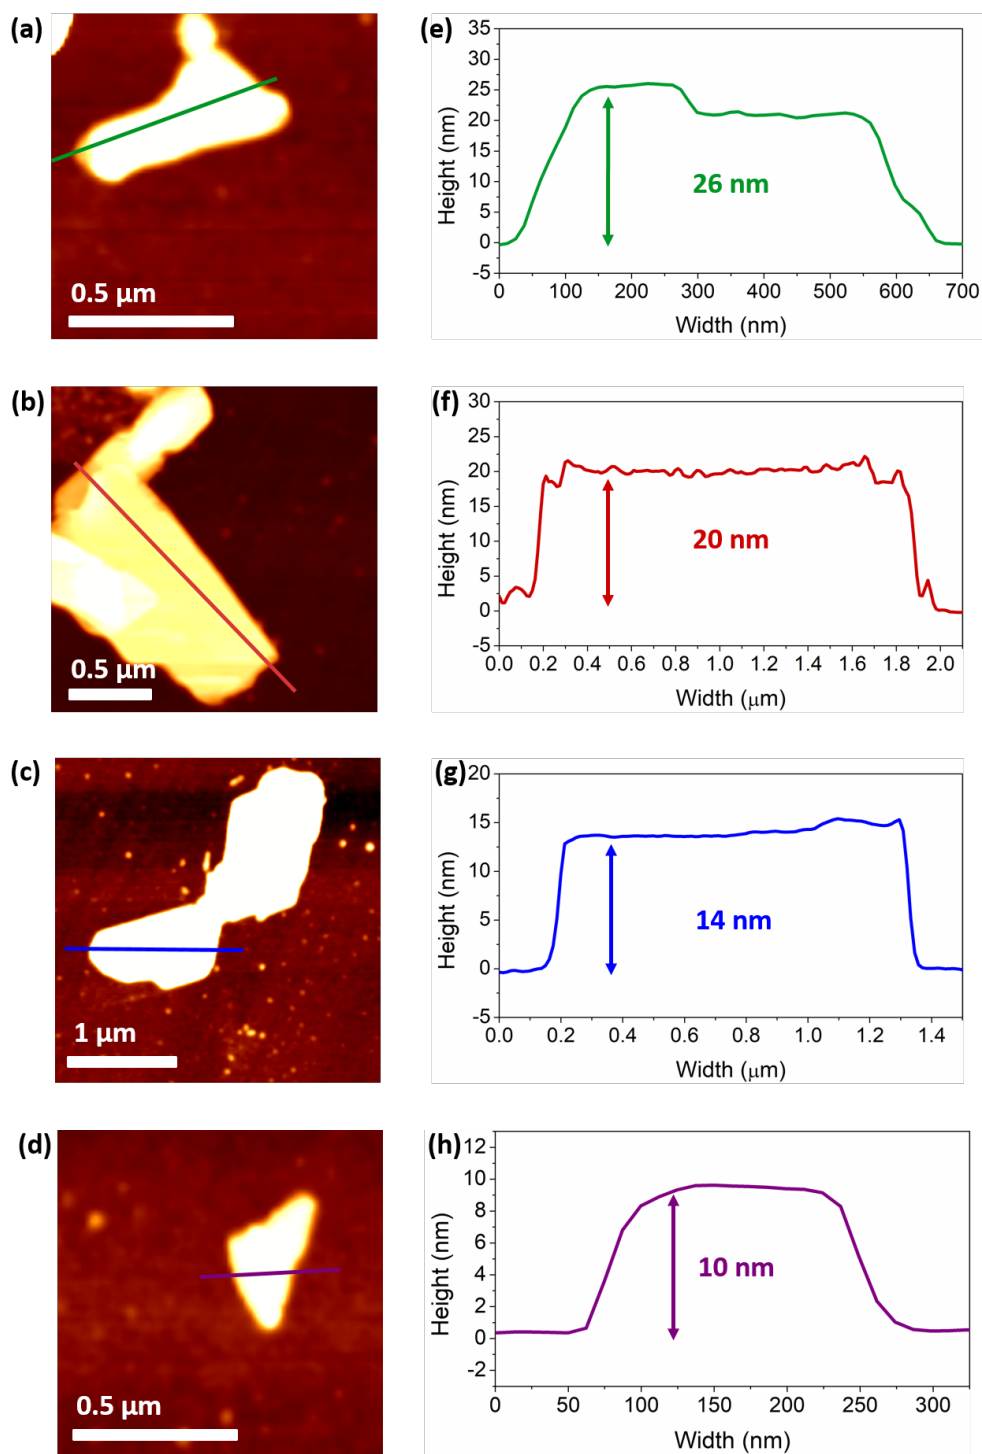 (a)
0.5 μm
(e)
35
30
25
20
15
10
5
0
-5
Height (nm)
26 nm
0 100 200 300 400 500 600 700
Width (nm)
(b)
0.5 μm
(f)
30
25
20
15
10
5
0
-5
Height (nm)
20 nm
0.0 0.2 0.4 0.6 0.8 1.0 1.2 1.4 1.6 1.8 2.0
Width (μm)
(c)
1 μm
(g)
20
15
10
5
0
-5
Height (nm)
14 nm
0.0 0.2 0.4 0.6 0.8 1.0 1.2 1.4
Width (μm)
(d)
0.5 μm
(h)
12
10
8
6
4
2
0
-2
Height (nm)
10 nm
0 50 100 150 200 250 300
Width (nm)